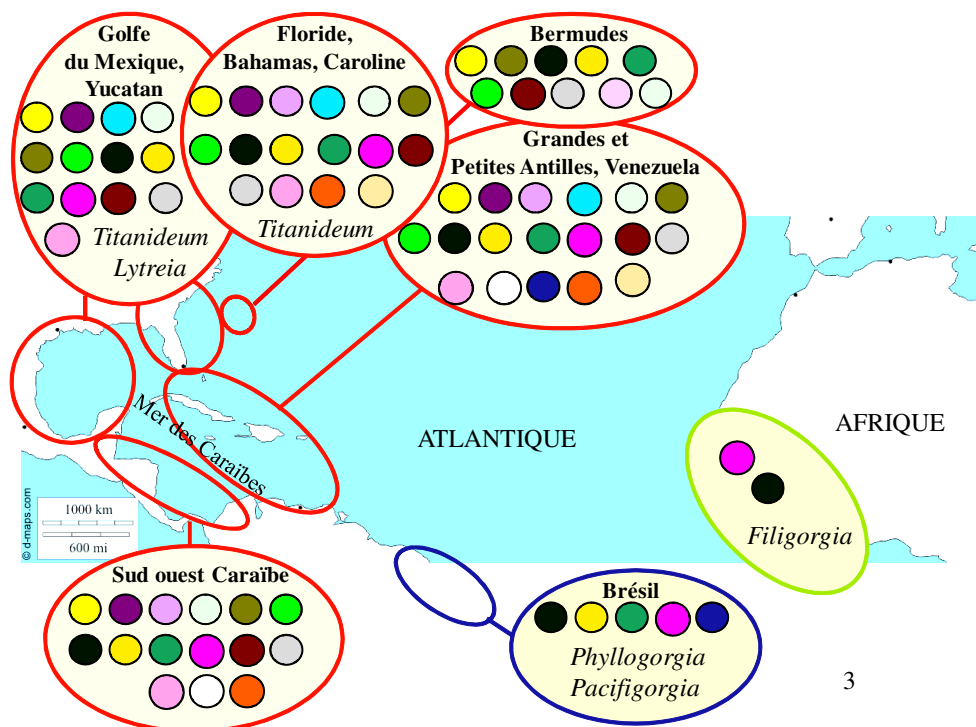 Golfe
du Mexique,
Yucatan
Titanideum
Lytreia
Floride,
Bahamas, Caroline
Titanideum
Bermudes
Grandes et
Petites Antilles, Venezuela
Mer des Caraïbes
ATLANTIQUE
AFRIQUE
Filigorgia
1000 km
600 mi
© d-maps.com
Sud ouest Caraïbe
Brésil
Phyllogorgia
Pacifigorgia
3